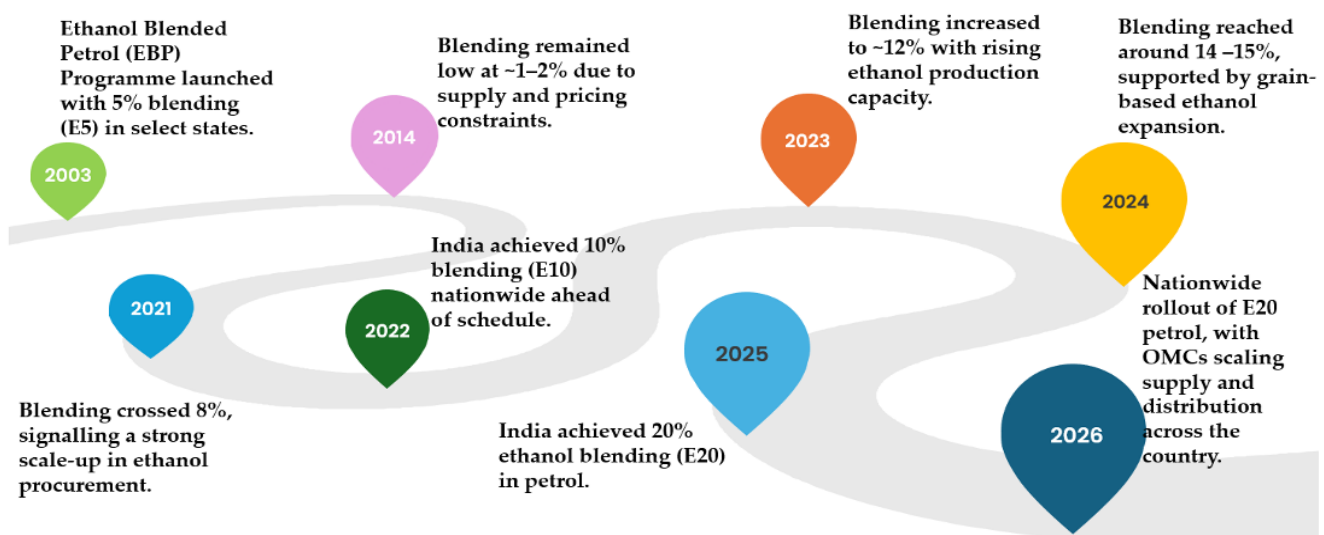 Ethanol Blended
Petrol (EBP)
Programme launched
with 5% blending
(E5) in select states.
2003
Blending remained
low at ~1–2% due to
supply and pricing
constraints.
2014
Blending crossed 8%,
signalling a strong
scale-up in ethanol
procurement.
2021
India achieved 10%
blending (E10)
nationwide ahead
of schedule.
2022
Blending increased
to ~12% with rising
ethanol production
capacity.
2023
Blending reached
around 14 –15%,
supported by grain-
based ethanol
expansion.
2024
India achieved 20%
ethanol blending (E20)
in petrol.
2025
Nationwide
rollout of E20
petrol, with
OMCs scaling
supply and
distribution
across the
country.
2026